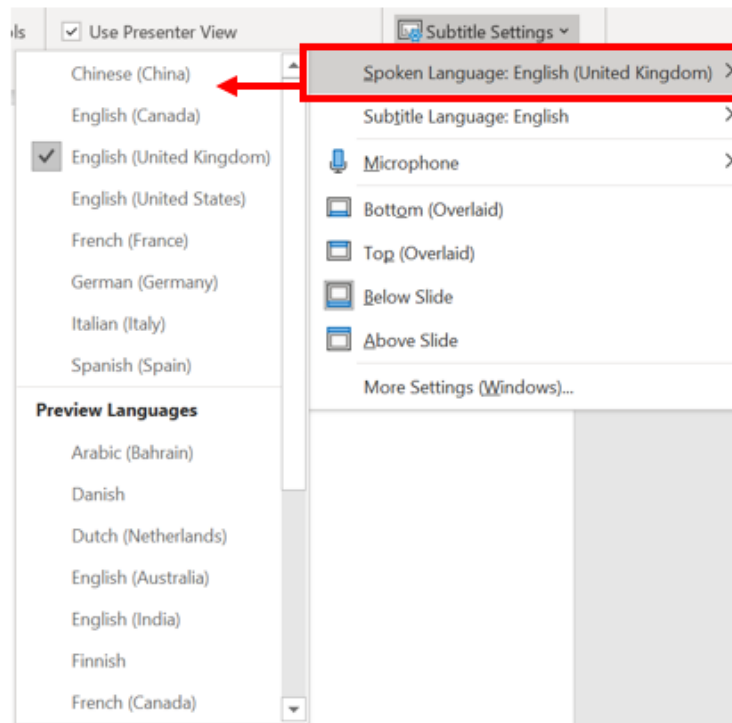 ls
Use Presenter View
Subtitle Settings
Chinese (China)
English (Canada)
English (United Kingdom)
English (United States)
French (France)
German (Germany)
Italian (Italy)
Spanish (Spain)
Preview Languages
Arabic (Bahrain)
Danish
Dutch (Netherlands)
English (Australia)
English (India)
Finnish
French (Canada)
Spoken Language: English (United Kingdom)
Subtitle Language: English
Microphone
Bottom (Overlaid)
Top (Overlaid)
Below Slide
Above Slide
More Settings (Windows)...